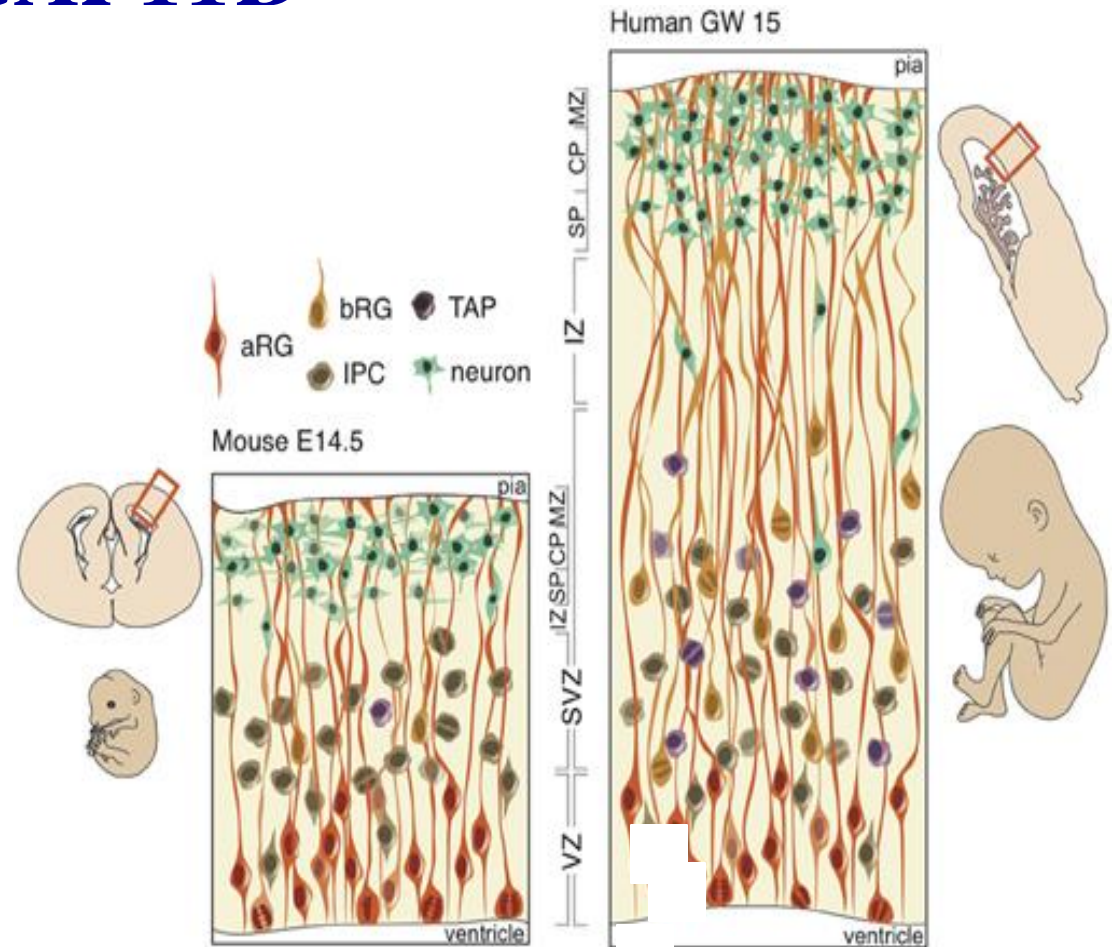 Human GW 15
pia
MZ
CP
SP
IZ
SVZ
VZ
ventricle
aRG
bRG
IPC
TAP
neuron
Mouse E14.5
pia
MZ
CP
SP
IZ
ventricle